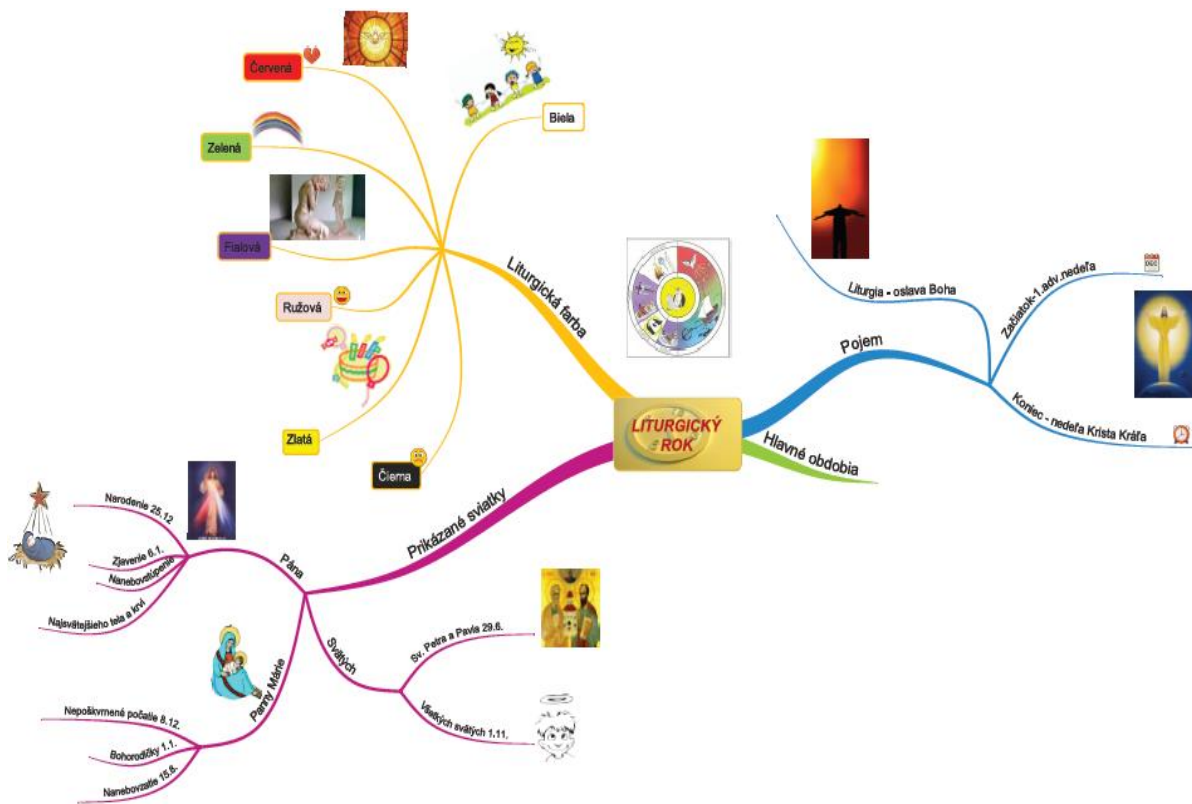 LITURGICKÝ
ROK
Liturgická farba
Červená
Zelená
Fialová
Ružová
Zlatá
Čierna
Biela
Pojem
Liturgia - oslava Boha
Začiatok-1.adv.nedeľa
Koniec - nedeľa Krista Kráľa
Hlavné obdobia
Prikázané sviatky
Pána
Narodenie 25.12
Zjavenie 6.1.
Nanebovstúpenie
Najsvätejšieho tela a krvi
Panny Márie
Nepoškvrnené počatie 8.12.
Bohorodičky 1.1.
Nanebovzatie 15.8.
Svätých
Sv. Petra a Pavla 29.6.
Všetkých svätých 1.11.